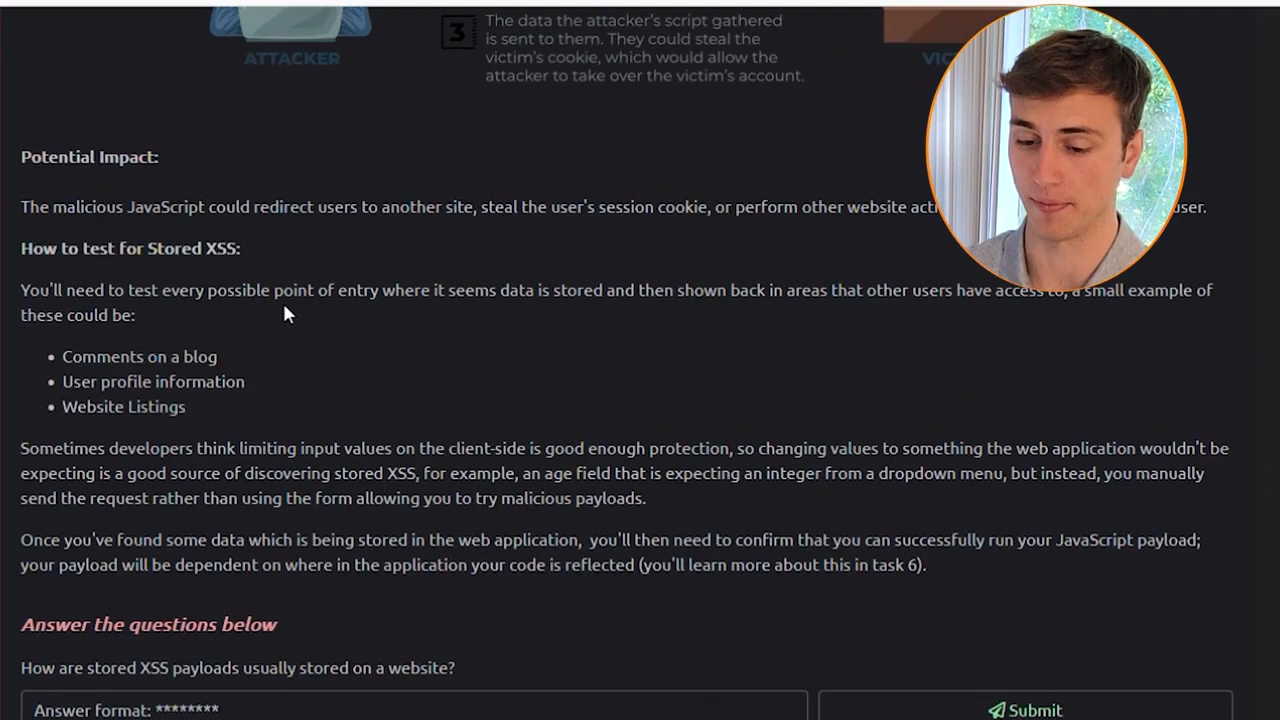 3
The data the attacker's script gathered
is sent to them. They could steal the
victim's cookie, which would allow the
attacker to take over the victim's account.
ATTACKER
Potential Impact:
The malicious JavaScript could redirect users to another site, steal the user's session cookie, or perform other website user.
How to test for Stored XSS:
You'll need to test every possible point of entry where it seems data is stored and then shown back in areas that other users have access to, a small example of
these could be:
• Comments on a blog
• User profile information
• Website Listings
Sometimes developers think limiting input values on the client-side is good enough protection, so changing values to something the web application wouldn't be
expecting is a good source of discovering stored XSS, for example, an age field that is expecting an integer from a dropdown menu, but instead, you manually
send the request rather than using the form allowing you to try malicious payloads.
Once you've found some data which is being stored in the web application, you'll then need to confirm that you can successfully run your JavaScript payload;
your payload will be dependent on where in the application your code is reflected (you'll learn more about this in task 6).
Answer the questions below
How are stored XSS payloads usually stored on a website?
Answer format: ********
Submit